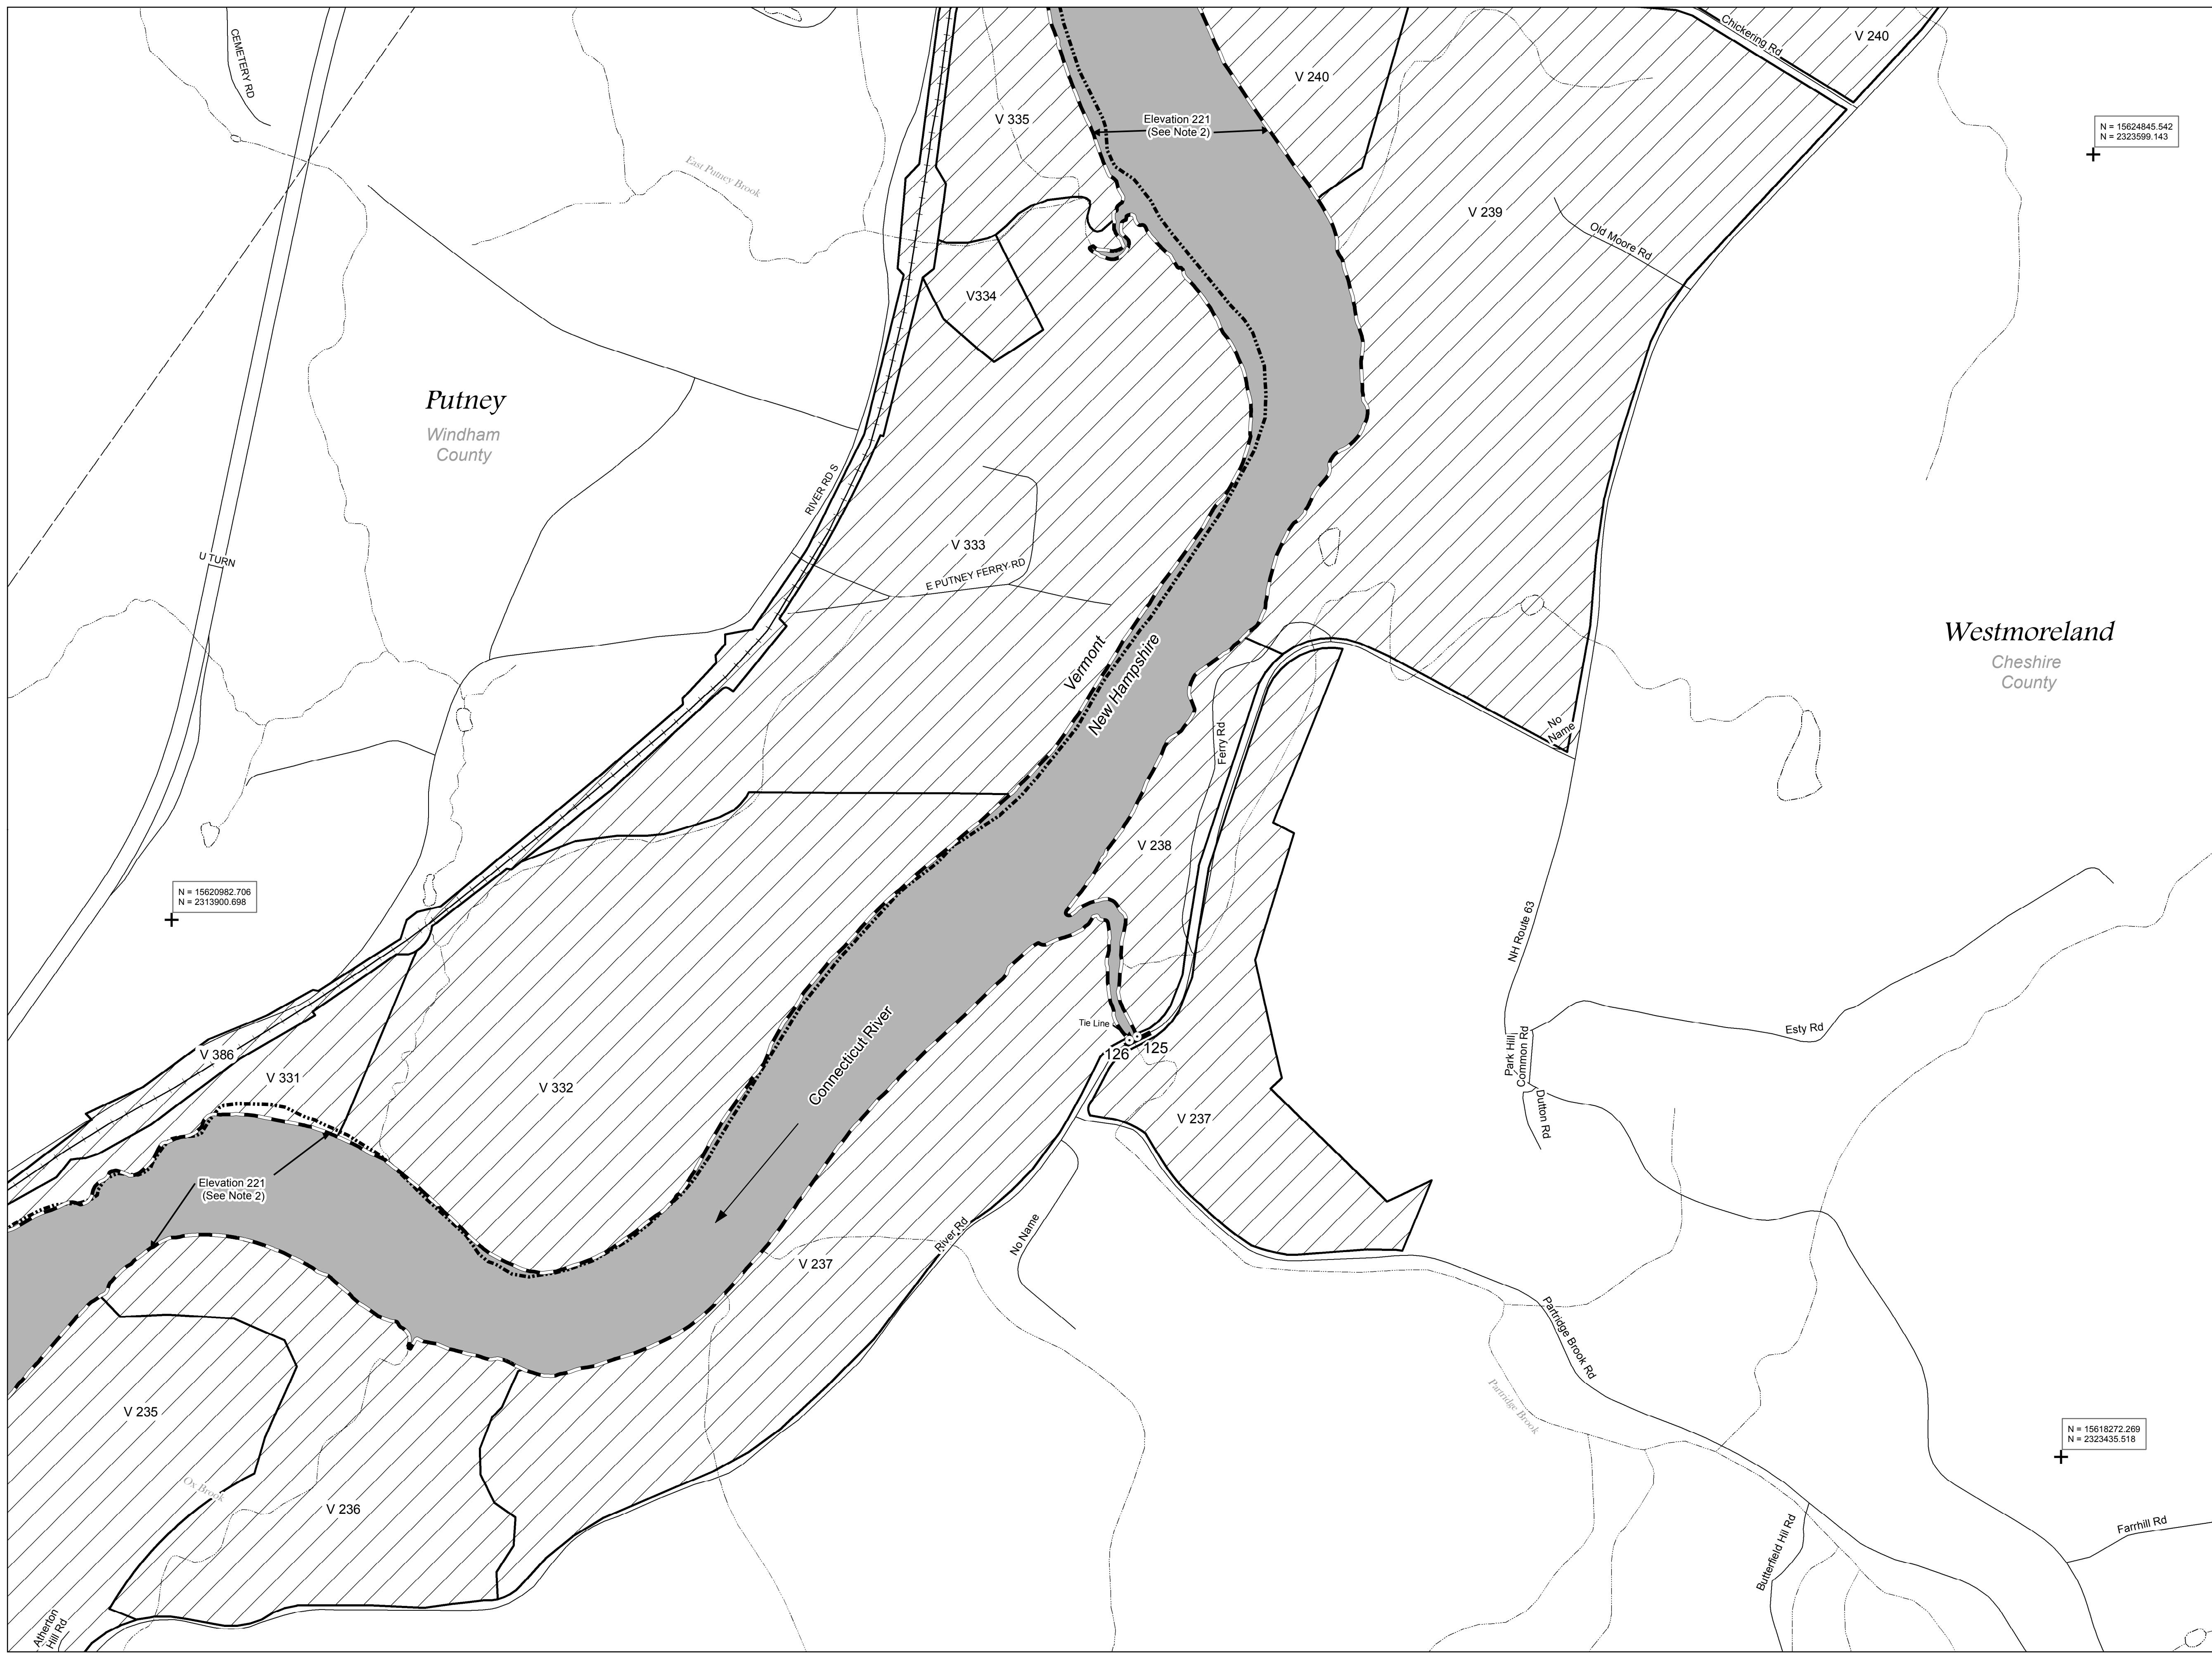 CEMETERY RD
East Putney Brook
V 335
Elevation 221
(See Note 2)
V 240
Chickering Rd
V 240
N = 15624845.542
N = 2323599.143
V 239
Old Moore Rd
V334
Putney
Windham
County
RIVER RD S
U TURN
V 333
E PUTNEY FERRY RD
Vermont
New Hampshire
Westmoreland
Cheshire
County
Ferry Rd
No
Name
V 238
N = 15620982.706
N = 2313900.698
NH Route 63
Connecticut River
Tie Line
126
125
Esty Rd
Park Hill
Common Rd
Dutton Rd
V 386
V 331
V 332
V 237
Elevation 221
(See Note 2)
River Rd
No Name
V 237
Partridge Brook Rd
Partridge Brook
V 235
Ox Brook
V 236
N = 15618272.269
N = 2323435.518
Butterfield Hil Rd
Farrhill Rd
Atherton
Hill Rd